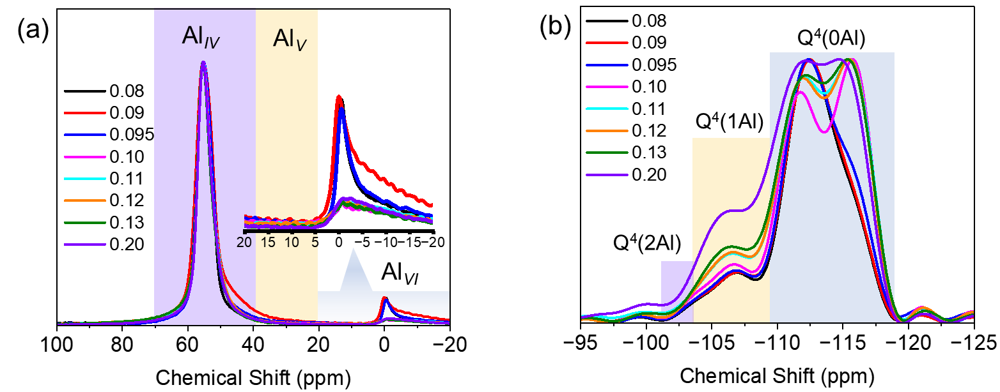 (a)
Al_IV
Al_V
0.08
0.09
0.095
0.10
0.11
0.12
0.13
0.20
20 15 10 5 0 −5 −10 −15 −20
Al_VI
100 80 60 40 20 0 −20
Chemical Shift (ppm)
(b)
0.08
0.09
0.095
0.10
0.11
0.12
0.13
0.20
Q⁴(0Al)
Q⁴(1Al)
Q⁴(2Al)
−95 −100 −105 −110 −115 −120 −125
Chemical Shift (ppm)